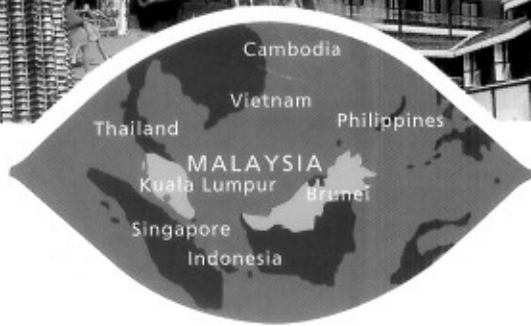 Cambodia
Vietnam
Philippines
Thailand
MALAYSIA
Kuala Lumpur
Brunei
Singapore
Indonesia